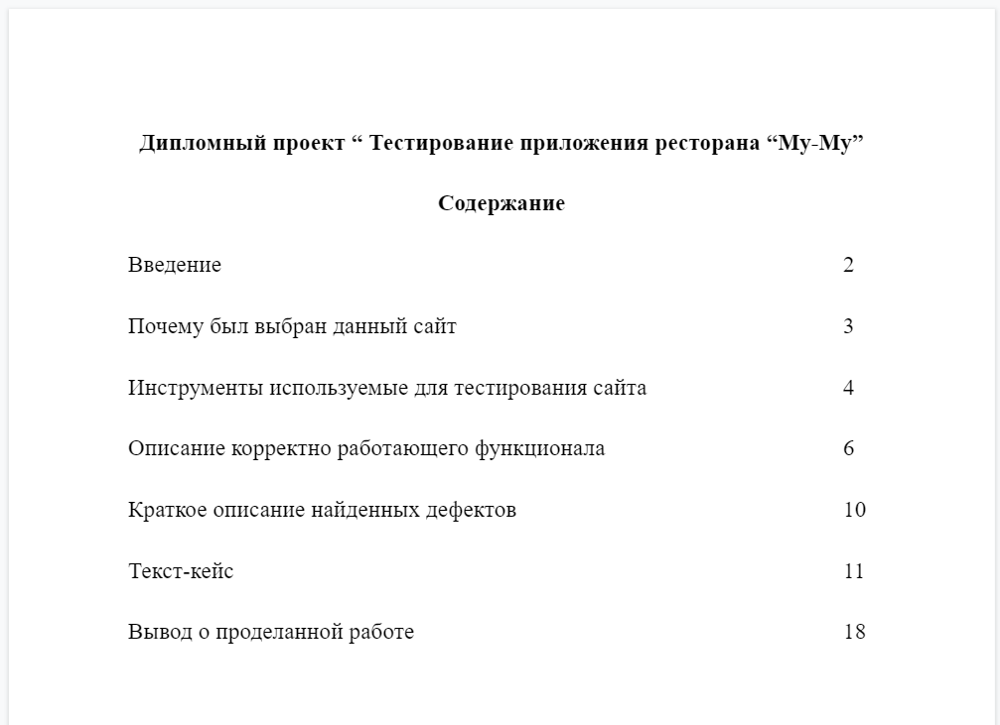 Дипломный проект “ Тестирование приложения ресторана “Му-Му”
Содержание
Введение 2
Почему был выбран данный сайт 3
Инструменты используемые для тестирования сайта 4
Описание корректно работающего функционала 6
Краткое описание найденных дефектов 10
Текст-кейс 11
Вывод о проделанной работе 18